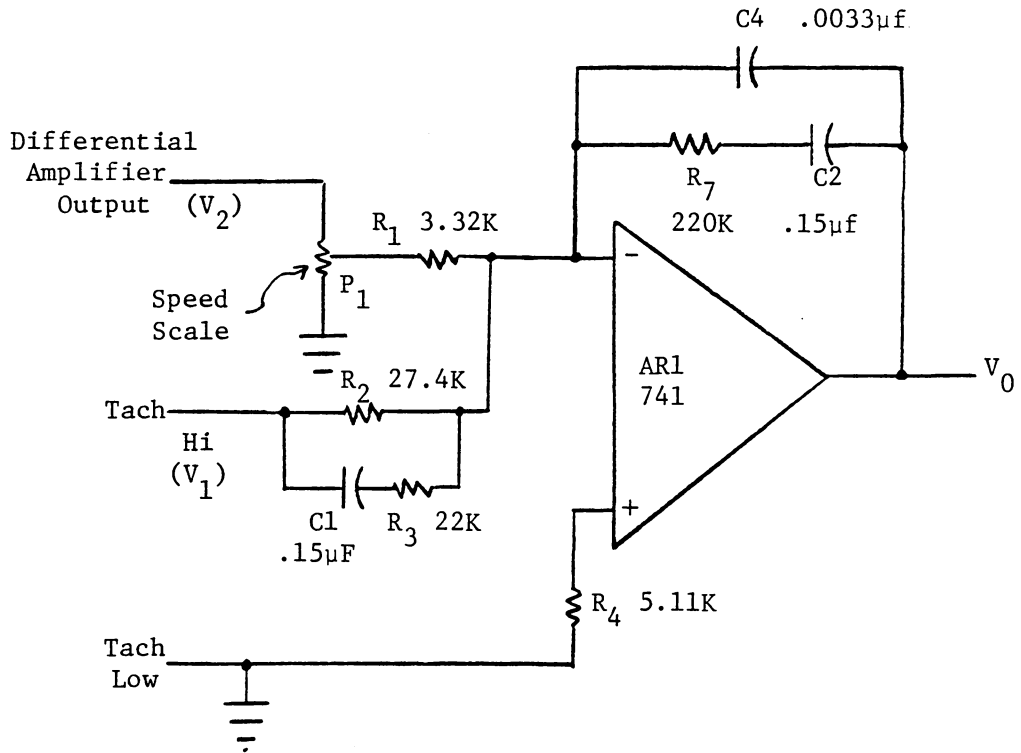 C4 .0033µf
Differential
Amplifier
Output (V2)
R7
220K
C2
.15µf
R1 3.32K
-
P1
Speed
Scale
AR1
741
V0
R2 27.4K
Tach
Hi
(V1)
C1
.15µF
R3 22K
+
R4 5.11K
Tach
Low